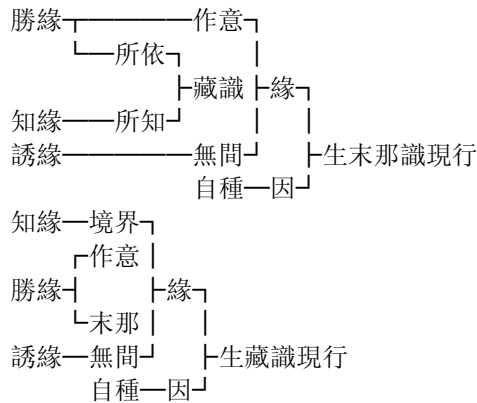 勝緣┬─────作意┐
└─所依┐ │
├藏識├緣┐
知緣──所知┘ │ │
誘緣──────無間┘ ├生末那識現行
自種─因┘
知緣─境界┐
┌作意│
勝緣┤ ├緣┐
└末那│ │
誘緣─無間┘ ├生藏識現行
自種─因┘